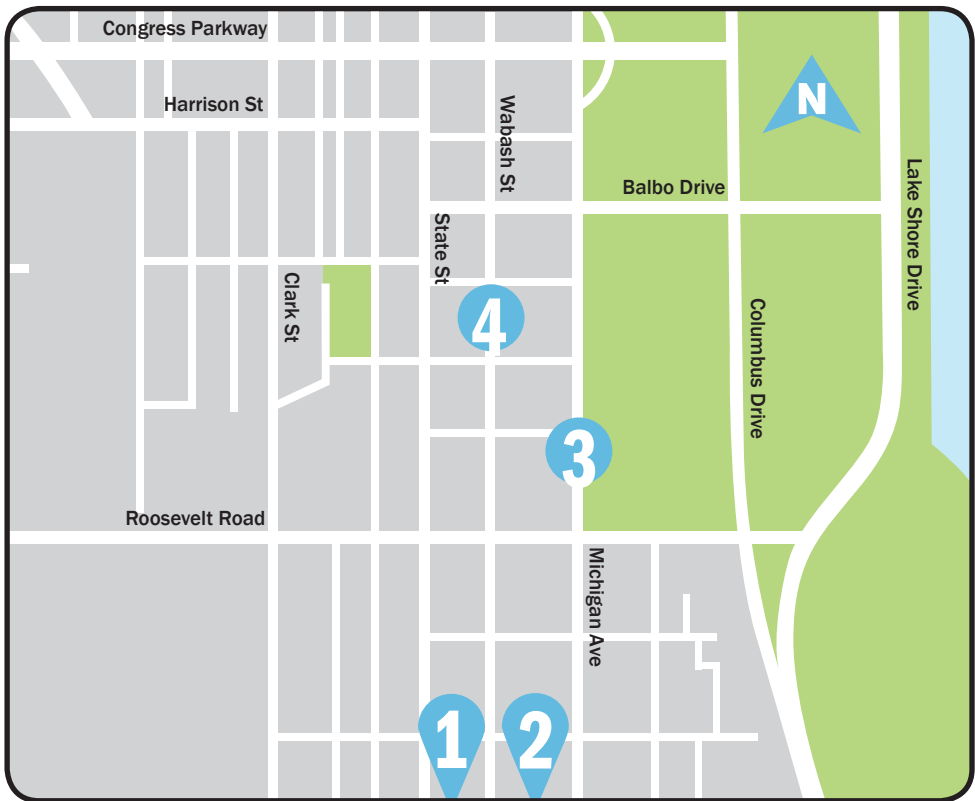 Congress Parkway
Harrison St
Wabash St
N
Balbo Drive
Lake Shore Drive
State St
Clark St
4
Columbus Drive
3
Roosevelt Road
Michigan Ave
1
2